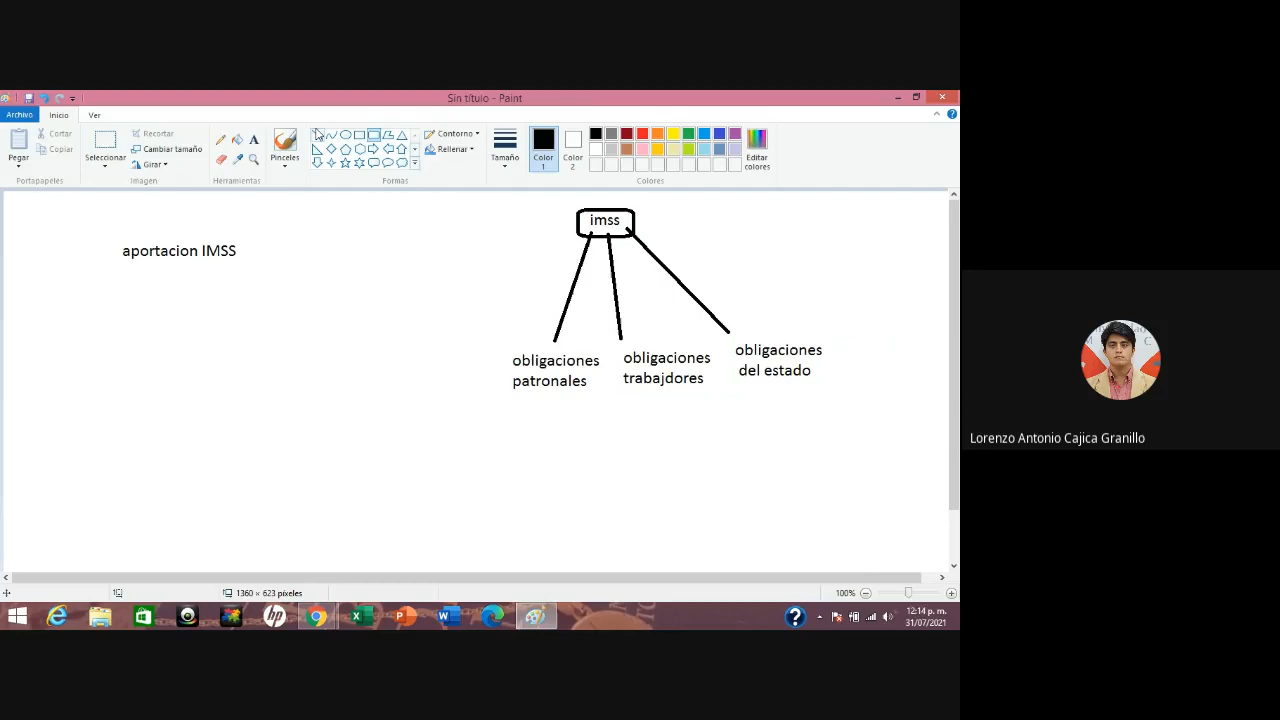 Sin título - Paint
Archivo Inicio Ver
Pegar
Cortar
Copiar
Portapapeles
Seleccionar
Recortar
Cambiar tamaño
Girar
Imagen
A
Herramientas
Pinceles
Contorno
Rellenar
Formas
Tamaño
Color
1
Color
2
Editar
colores
Colores
imss
aportacion IMSS
obligaciones
patronales
obligaciones
trabajdores
obligaciones
del estado
Lorenzo Antonio Cajica Granillo
1360 × 623 píxeles
100%
12:14 p. m.
31/07/2021